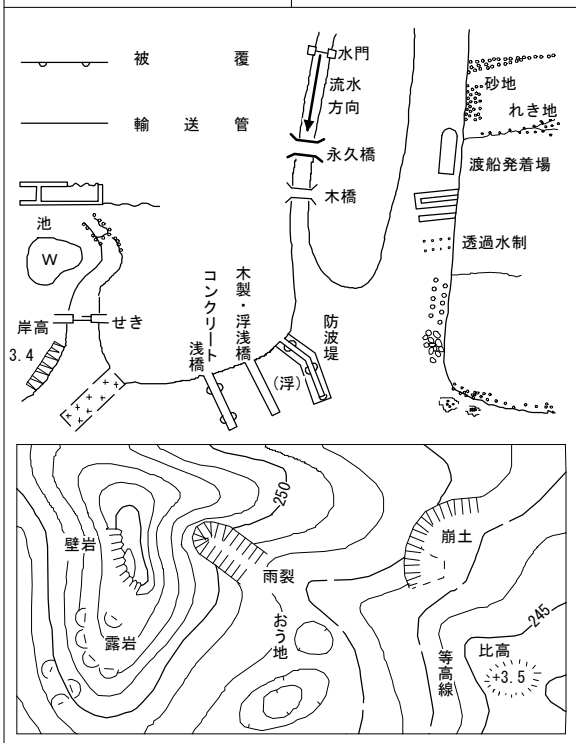 被覆
輸送管
水門
流水
方向
永久橋
木橋
砂地
れき地
渡船発着場
透過水制
池
W
岸高
3.4
せき
コンクリート
浅橋
木製・浮浅橋
防波堤
(浮)
250
壁岩
露岩
雨裂
おう地
崩土
等高線
245
比高
+3.5